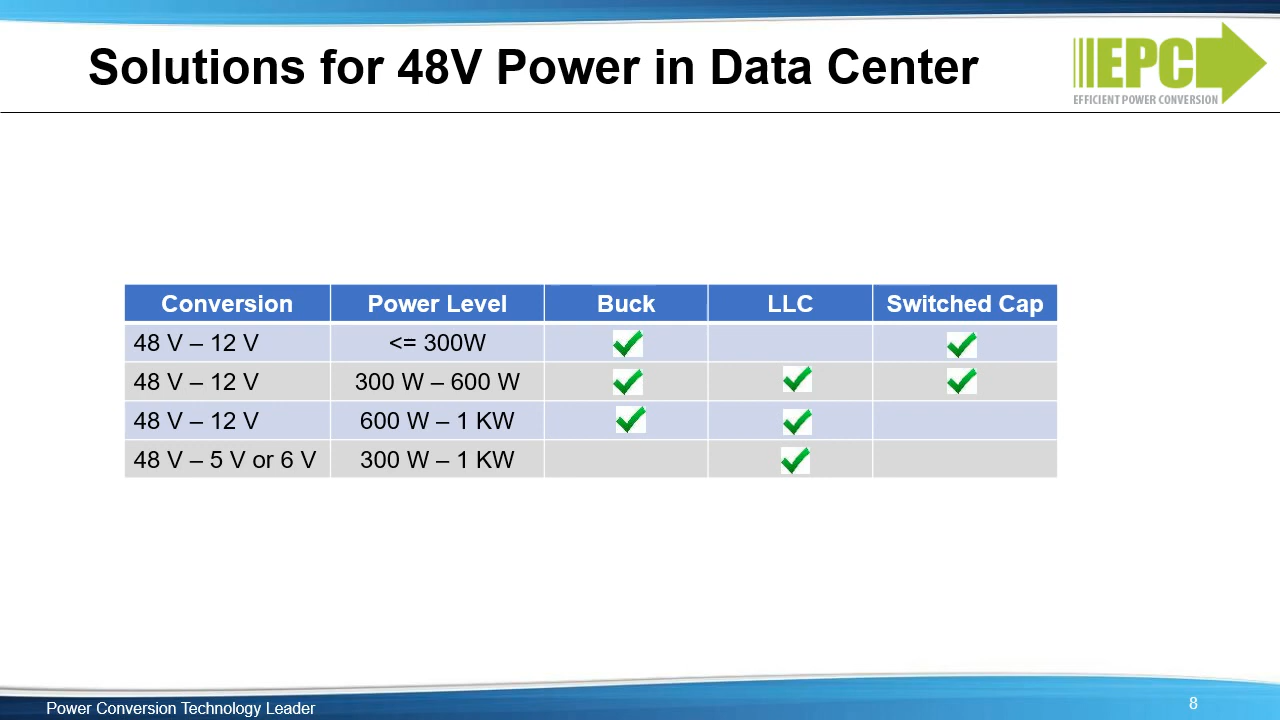 Solutions for 48V Power in Data Center
EPC
EFFICIENT POWER CONVERSION
Conversion Power Level Buck LLC Switched Cap
48 V – 12 V <= 300W
48 V – 12 V 300 W – 600 W
48 V – 12 V 600 W – 1 KW
48 V – 5 V or 6 V 300 W – 1 KW
Power Conversion Technology Leader
8